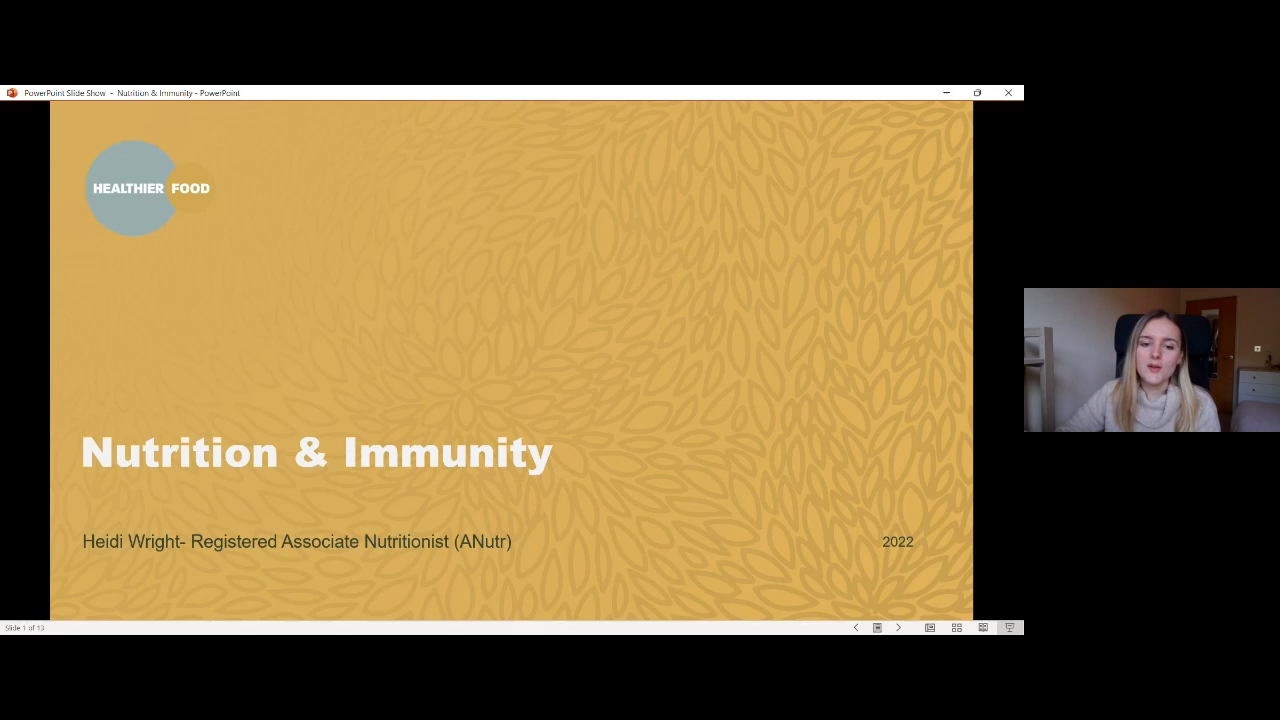 PowerPoint Slide Show - Nutrition & Immunity - PowerPoint
HEALTHIER FOOD
Nutrition & Immunity
Heidi Wright- Registered Associate Nutritionist (ANutr)
2022
Slide 1 of 13